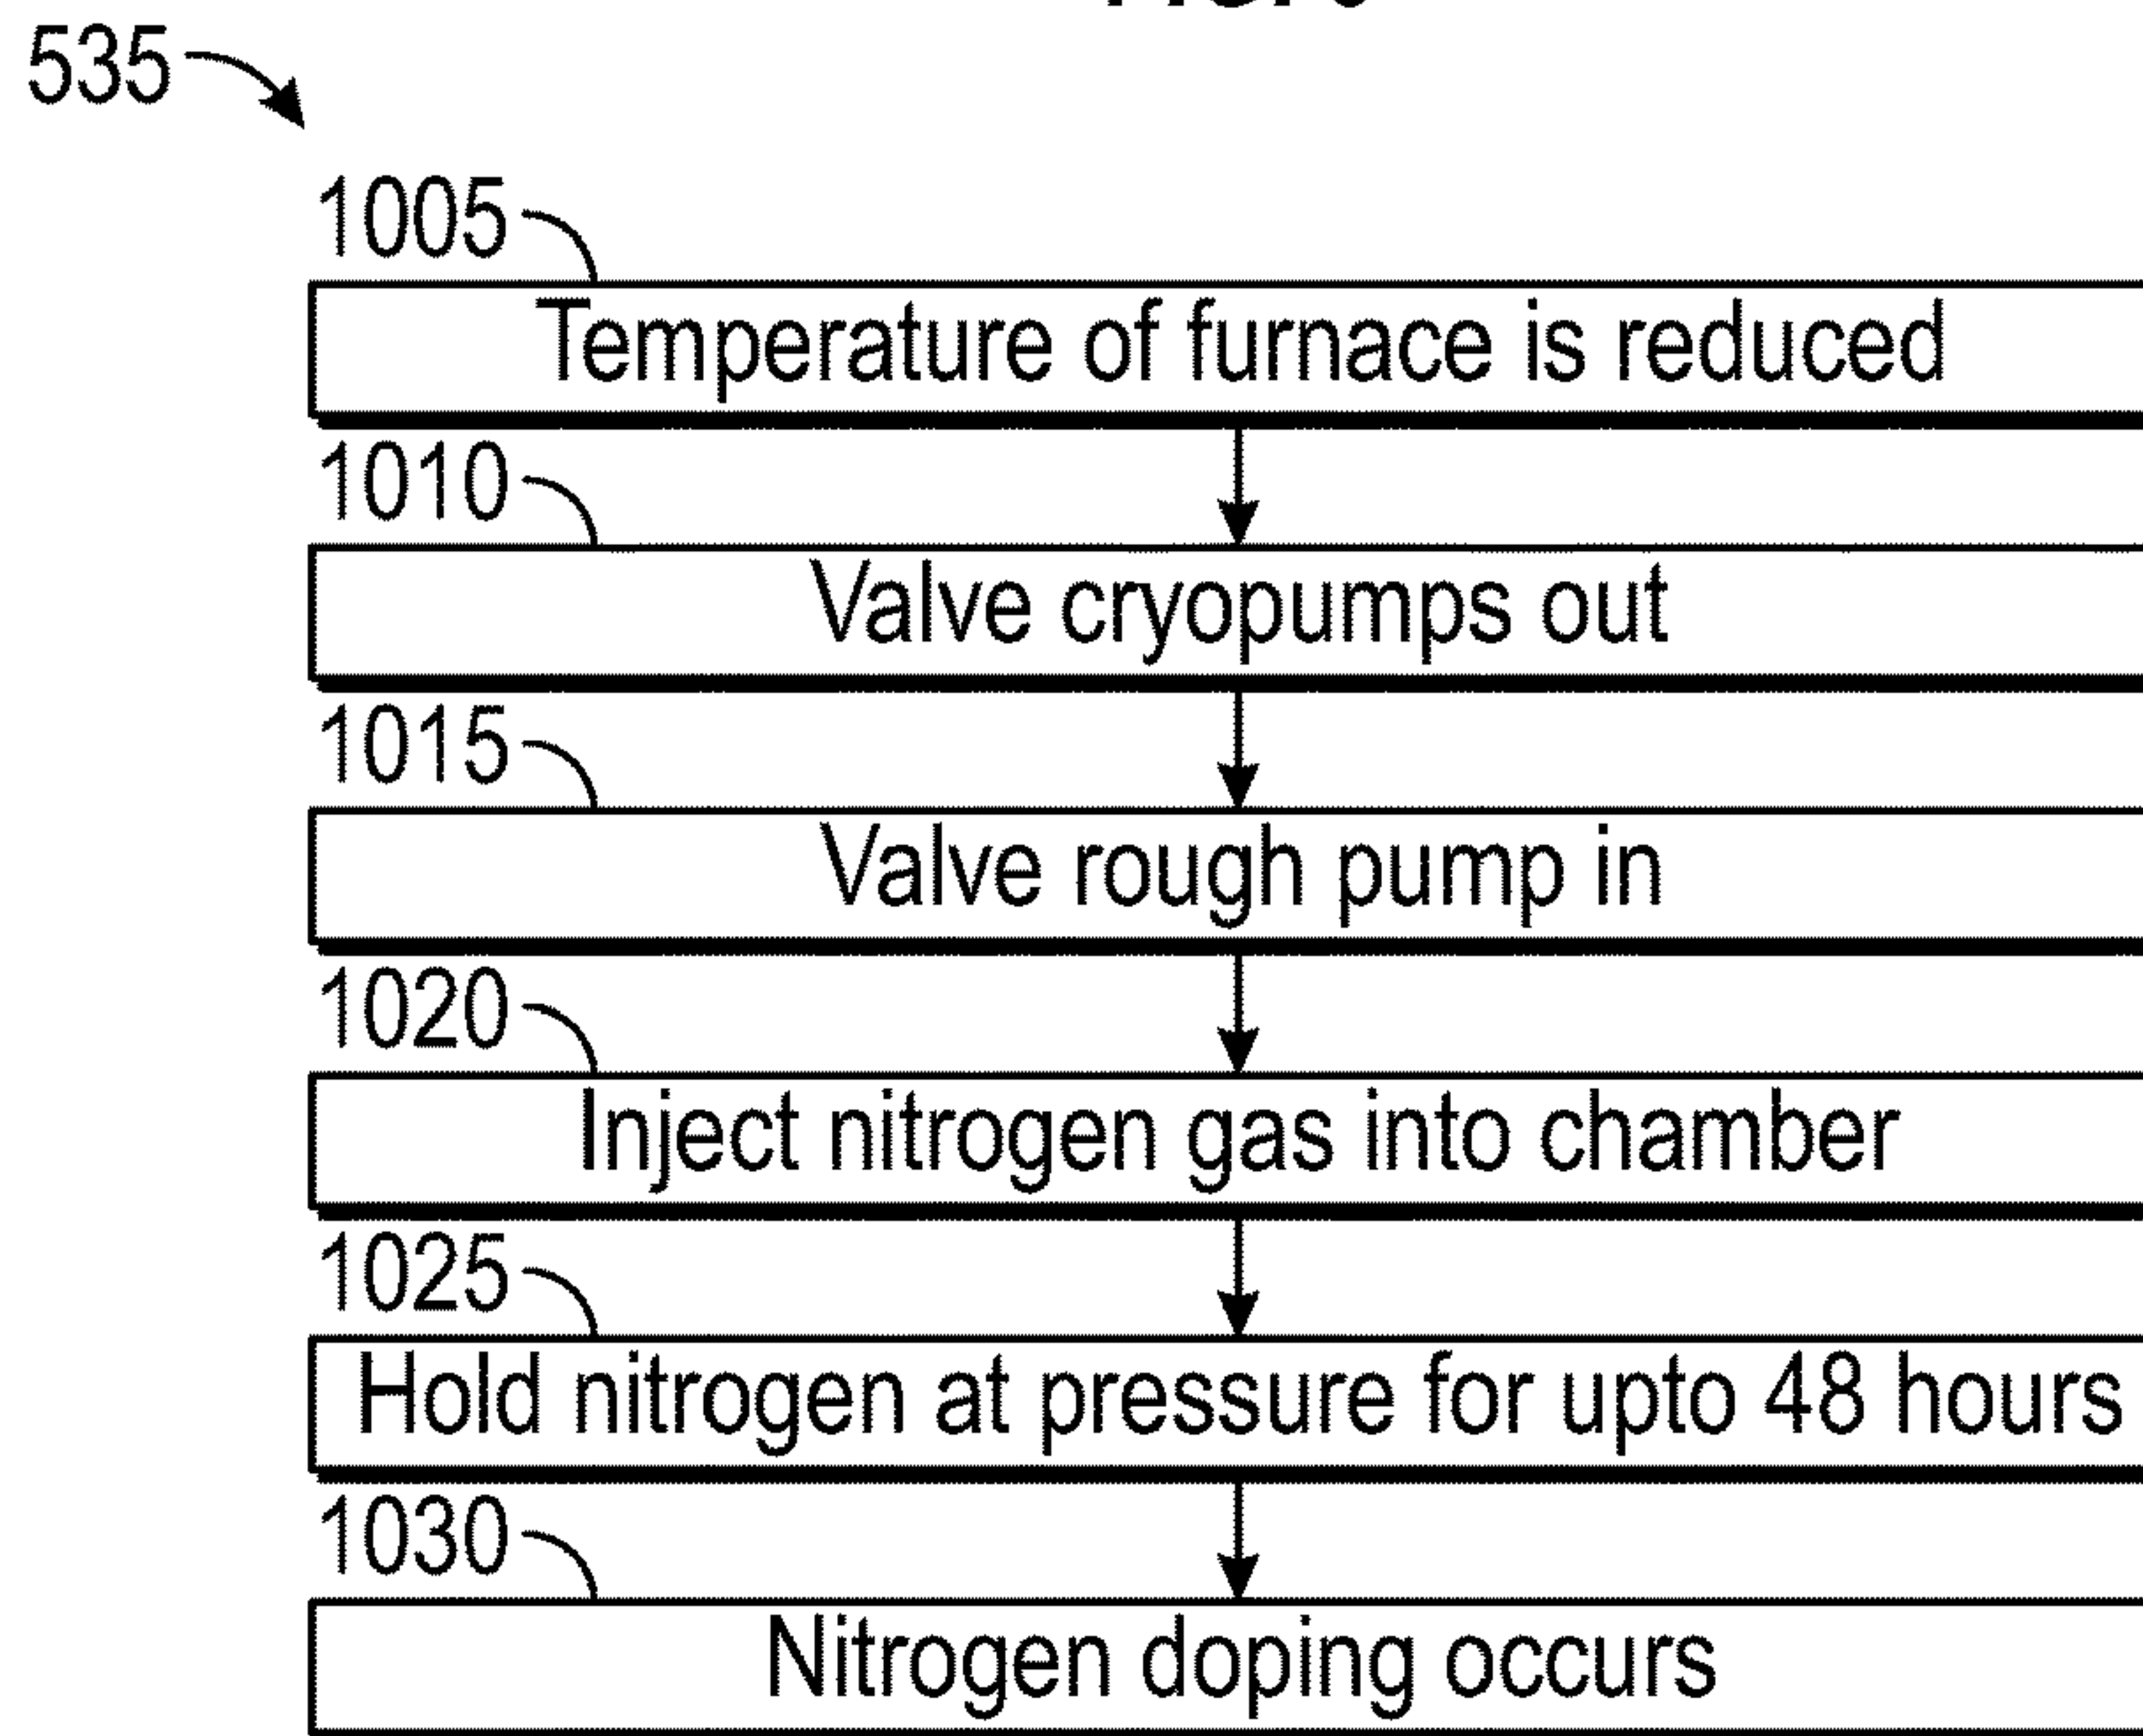 535
1005
Temperature of furnace is reduced
1010
Valve cryopumps out
1015
Valve rough pump in
1020
Inject nitrogen gas into chamber
1025
Hold nitrogen at pressure for upto 48 hours
1030
Nitrogen doping occurs